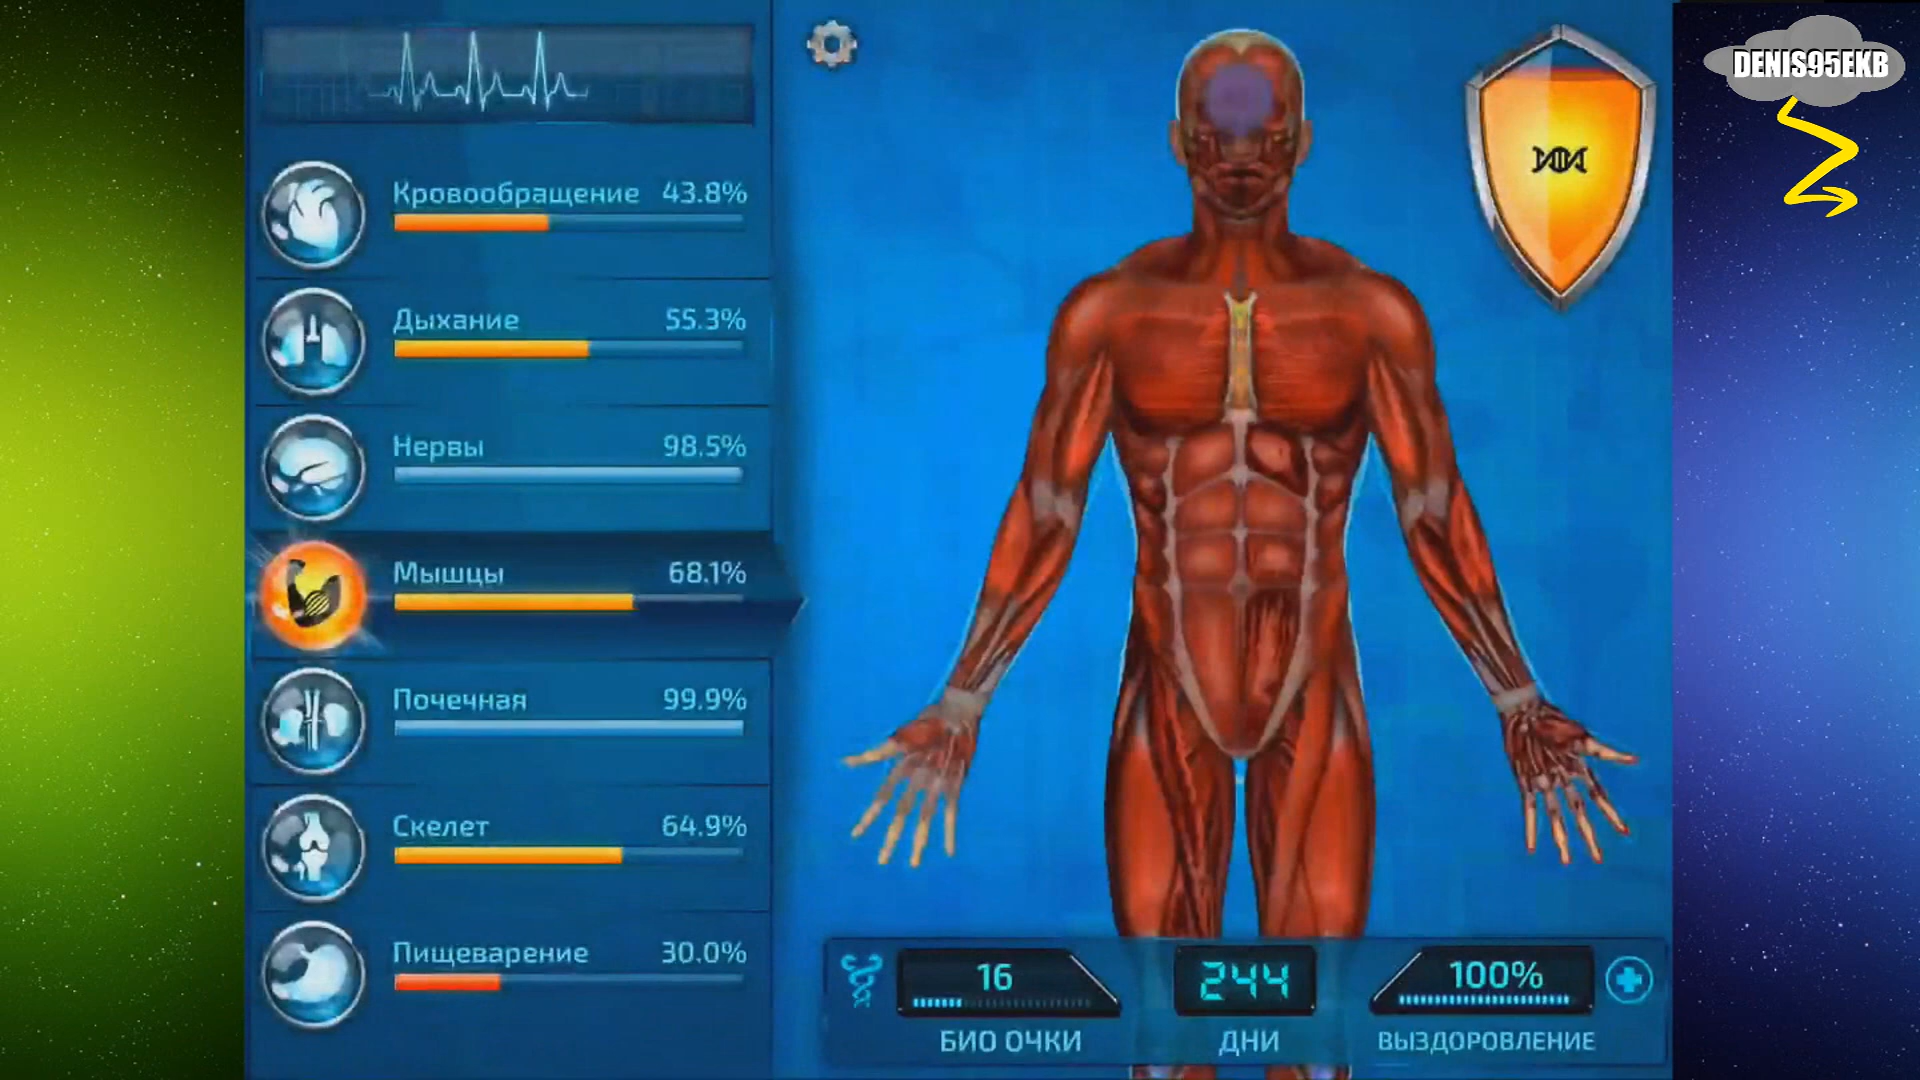 DENIS95EKB
Кровообращение 43.8%
Дыхание 55.3%
Нервы 98.5%
Мышцы 68.1%
Почечная 99.9%
Скелет 64.9%
Пищеварение 30.0%
16
БИО ОЧКИ
244
ДНИ
100%
ВЫЗДОРОВЛЕНИЕ